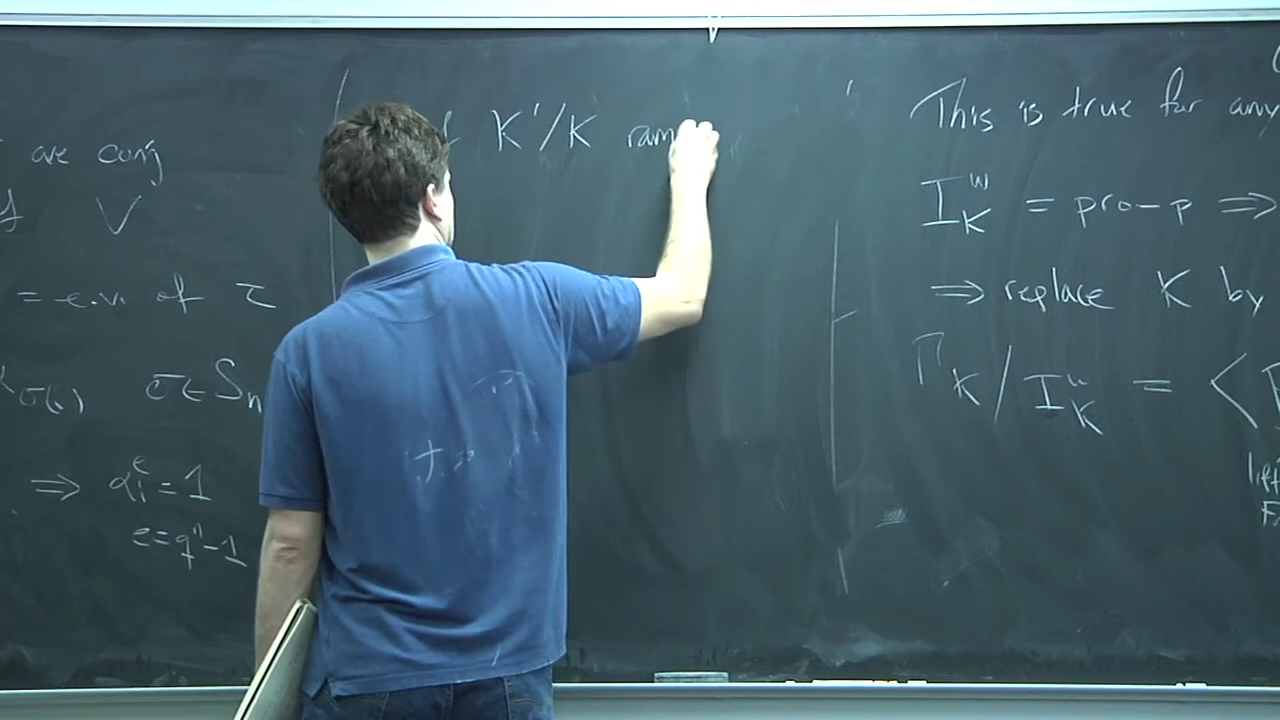 are conj
V
= e.v. of τ
σ(i) σ ∈ S_n
⇒ α_i^e = 1
e = q^n - 1
K'/K ram
This is true for any
I_K^w = pro-p ⇒
⇒ replace K by
Γ_K / I_K^w = <